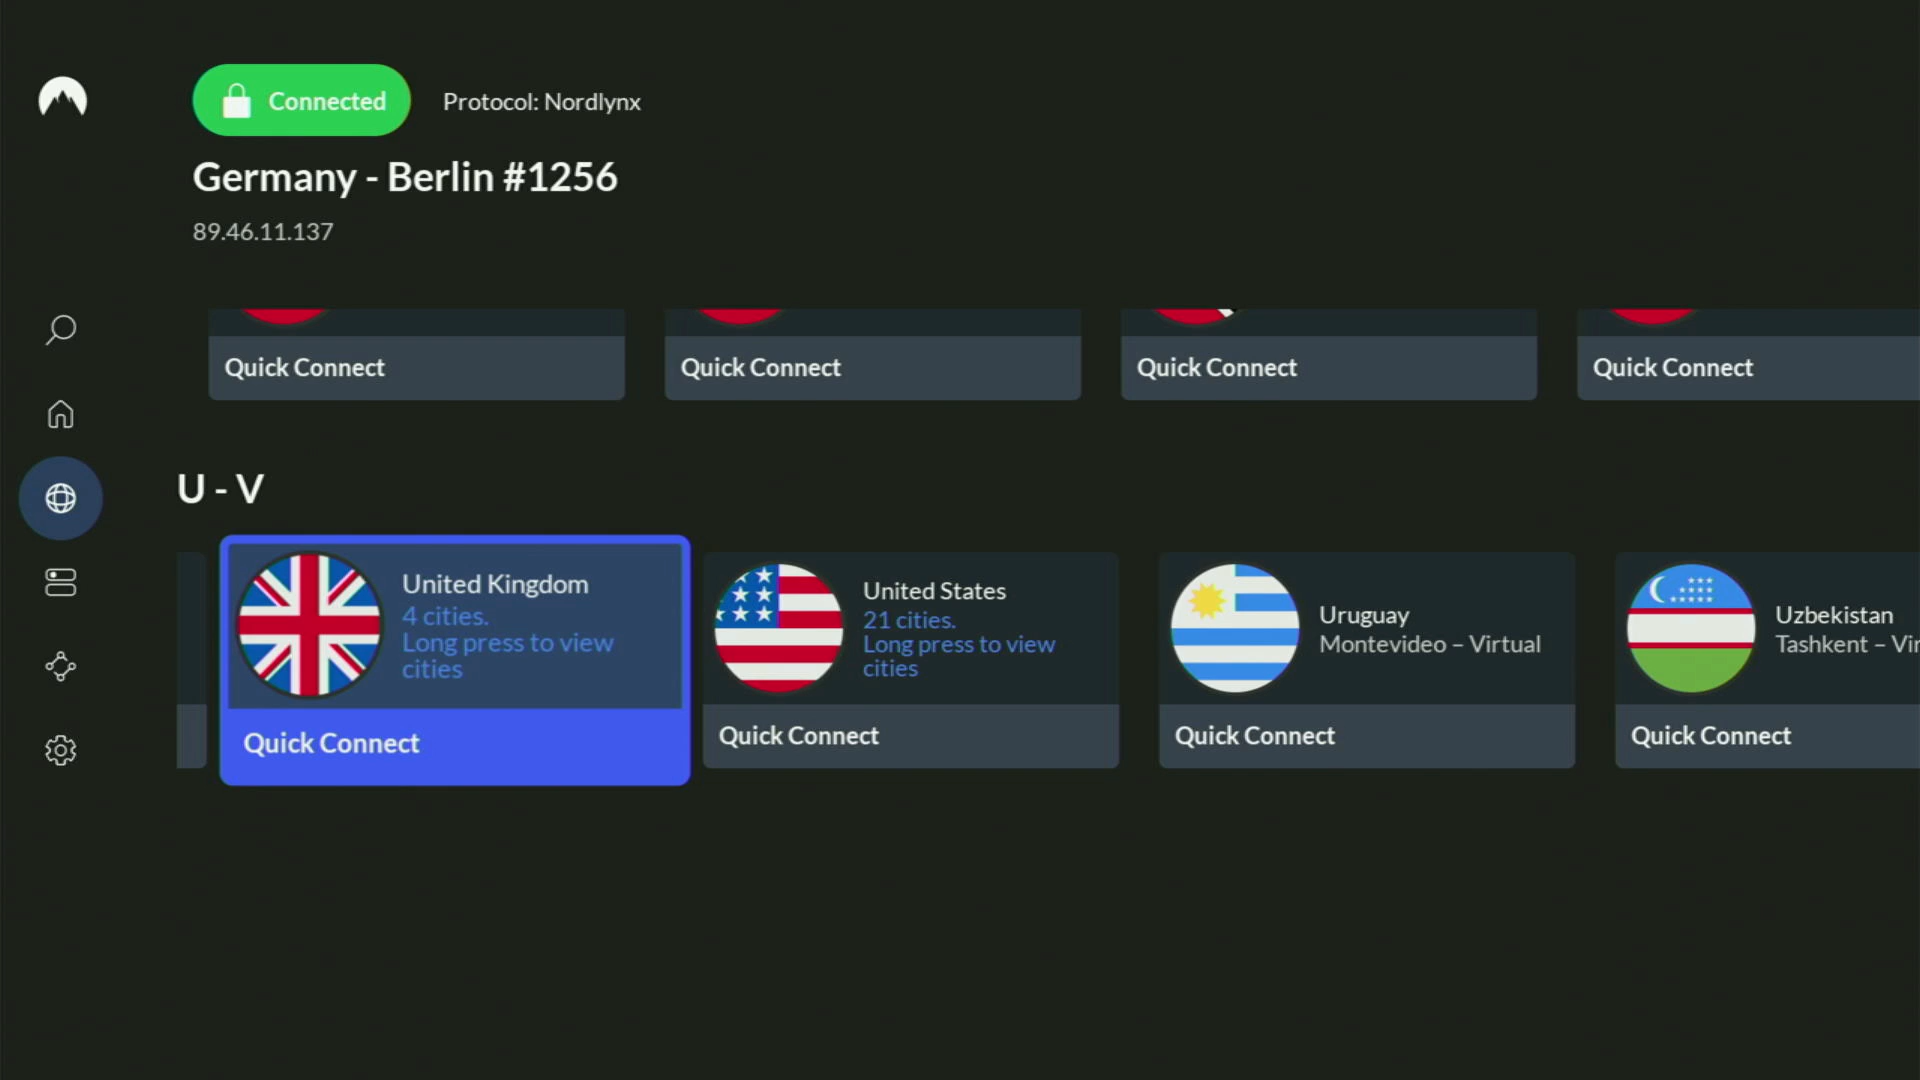 Connected
Protocol: Nordlynx
Germany - Berlin #1256
89.46.11.137
Quick Connect
Quick Connect
Quick Connect
Quick Connect
U - V
United Kingdom
4 cities.
Long press to view
cities
Quick Connect
United States
21 cities.
Long press to view
cities
Quick Connect
Uruguay
Montevideo – Virtual
Quick Connect
Uzbekistan
Tashkent –
Quick Connect